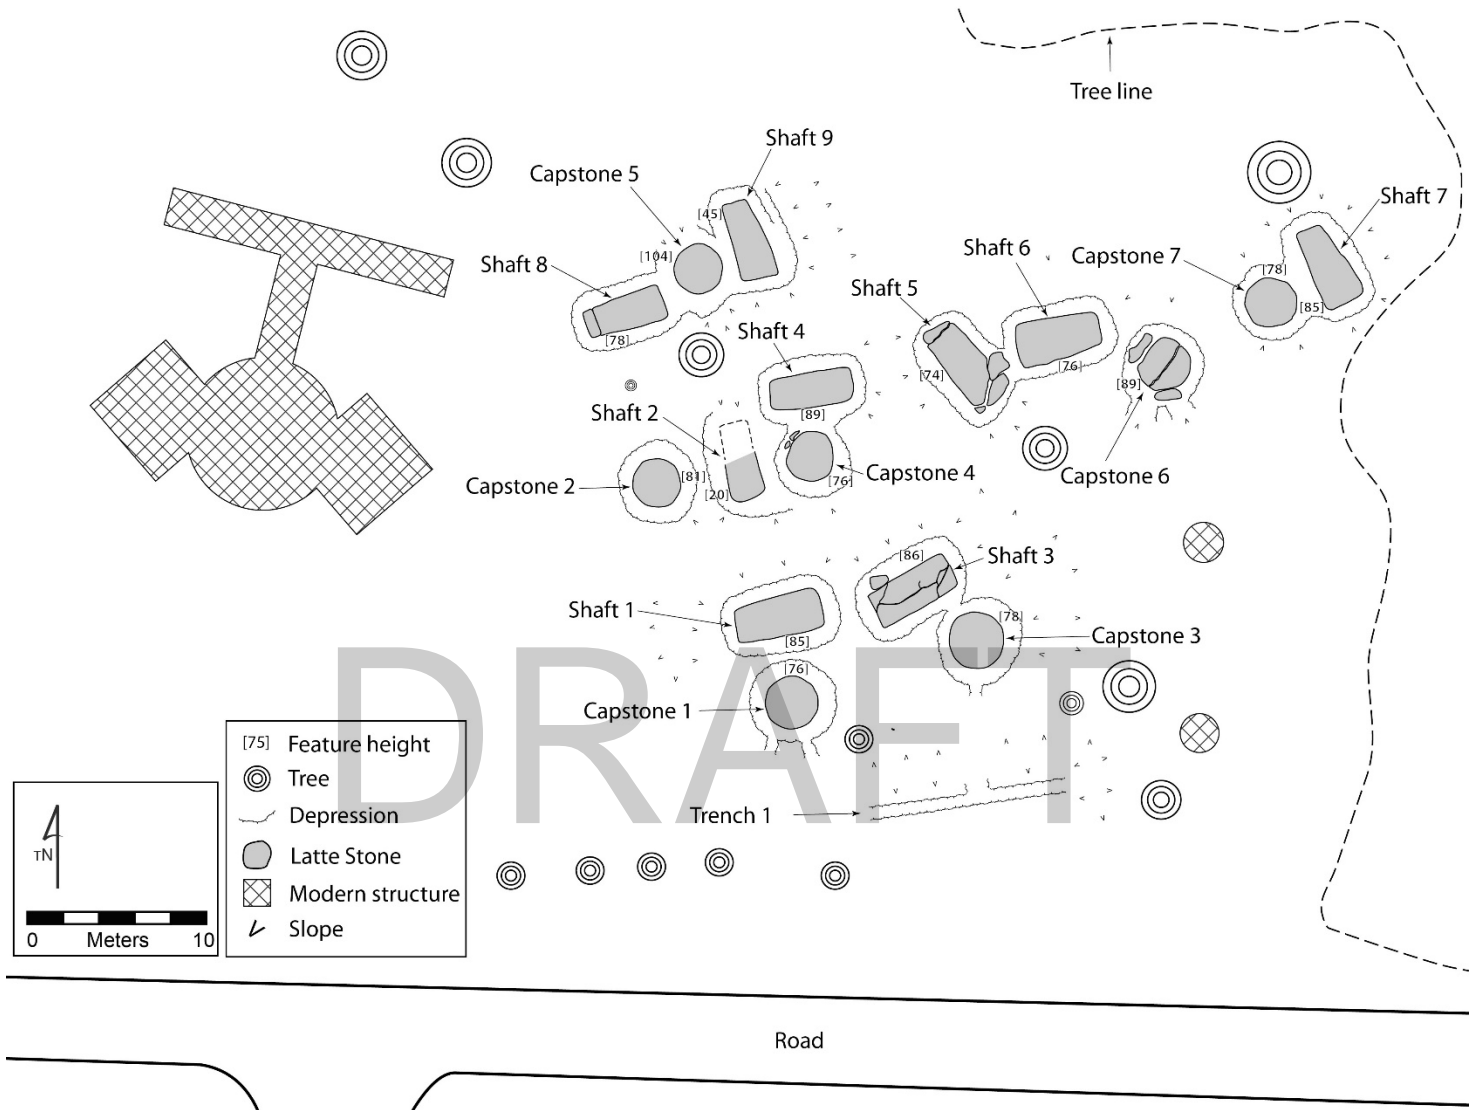 Tree line
Shaft 9
Capstone 5
[45]
Shaft 7
[104]
Shaft 6
Capstone 7
[78]
Shaft 8
Shaft 5
[85]
[78]
Shaft 4
[74]
[76]
[89]
Shaft 2
[89]
Capstone 2
[81]
[20]
[76]
Capstone 4
Capstone 6
[86]
Shaft 3
Shaft 1
[85]
[78]
Capstone 3
DRAFT
[76]
Capstone 1
Trench 1
[75] Feature height
Tree
Depression
Latte Stone
Modern structure
Slope
TN
0 Meters 10
Road